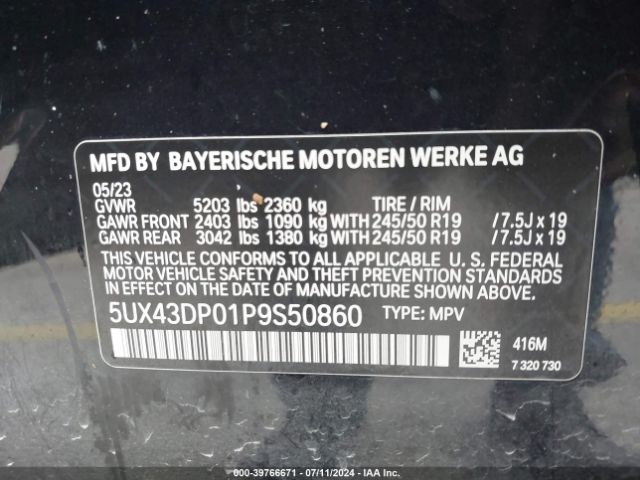 MFD BY BAYERISCHE MOTOREN WERKE AG
05/23
GVWR 5203 lbs 2360 kg TIRE / RIM
GAWR FRONT 2403 lbs 1090 kg WITH 245/50 R19 /7.5J x 19
GAWR REAR 3042 lbs 1380 kg WITH 245/50 R19 /7.5J x 19
THIS VEHICLE CONFORMS TO ALL APPLICABLE U. S. FEDERAL
MOTOR VEHICLE SAFETY AND THEFT PREVENTION STANDARDS
IN EFFECT ON THE DATE OF MANUFACTURE SHOWN ABOVE.
5UX43DP01P9S50860 TYPE: MPV
416M
7 320 730
000-39766671 - 07/11/2024 - IAA Inc.